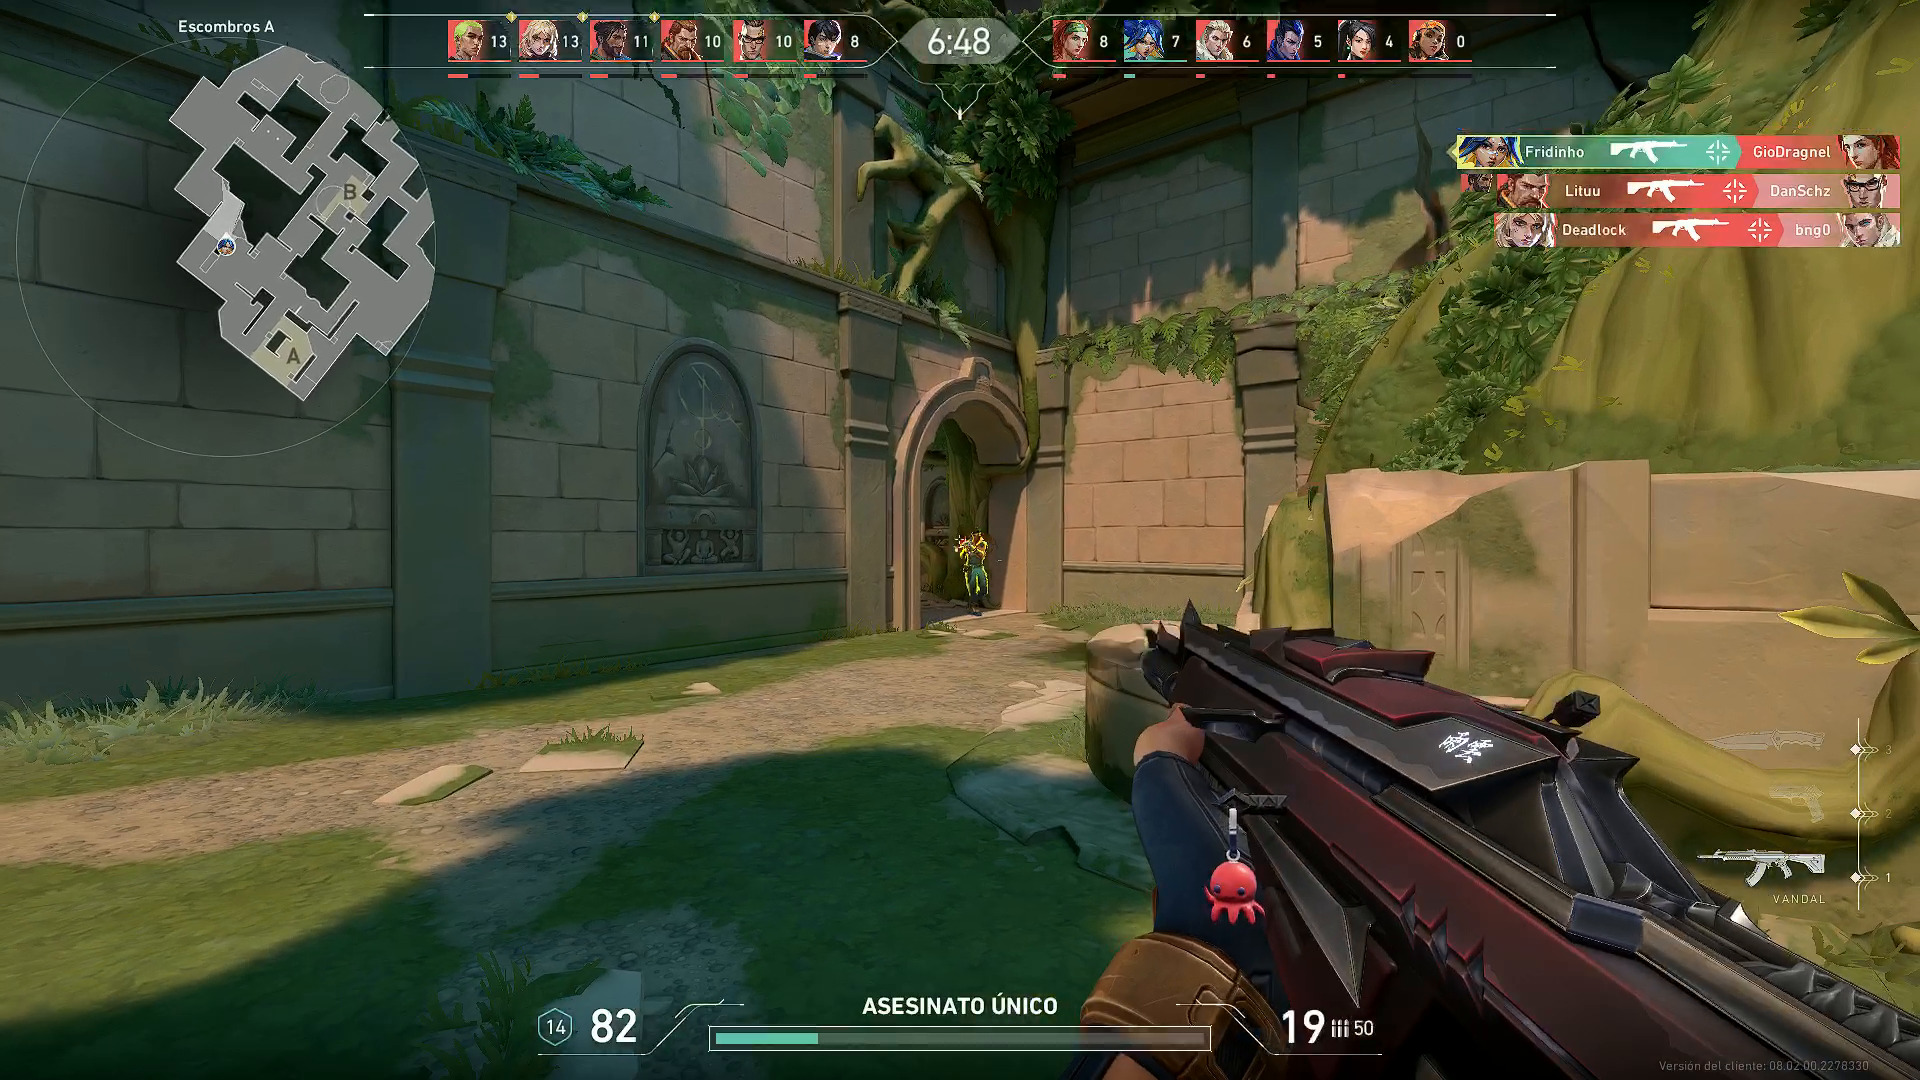 Escombros A
13
13
11
10
10
8
6:48
8
7
6
5
4
0
Fridinho GioDragnel
Lituu DanSchz
Deadlock bng0
B
A
3
2
1
VANDAL
ASESINATO ÚNICO
14 82
19 50
Versión del cliente: 08.02.00.2278330